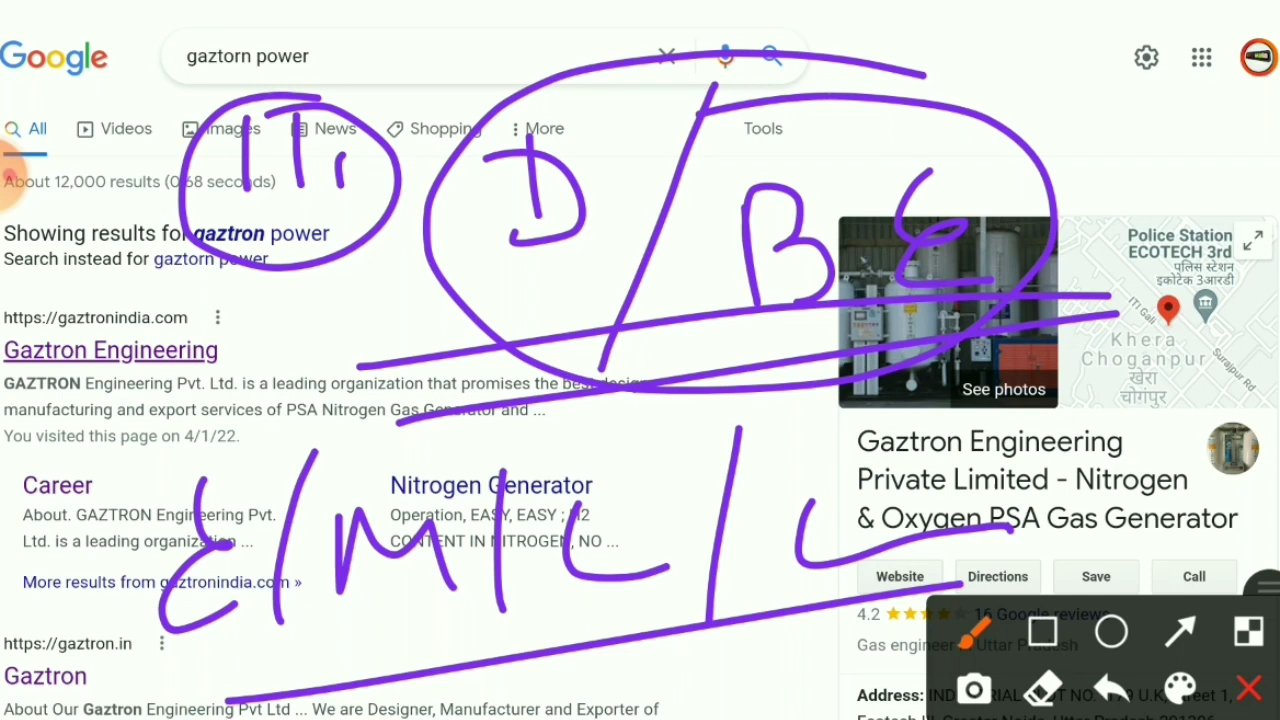 Google
gaztorn power
All Videos Images News Shopping More Tools
About 12,000 results (0.68 seconds)
Showing results for gaztron power
Search instead for gaztorn power
ITI
D / B E
https://gaztronindia.com
Gaztron Engineering
GAZTRON Engineering Pvt. Ltd. is a leading organization that promises the best design,
manufacturing and export services of PSA Nitrogen Gas Generator and ...
You visited this page on 4/1/22.
Career
About. GAZTRON Engineering Pvt.
Ltd. is a leading organization ...
Nitrogen Generator
Operation, EASY, EASY ; N2
CONTENT IN NITROGEN, NO ...
More results from gaztronindia.com »
https://gaztron.in
Gaztron
About Our Gaztron Engineering Pvt Ltd ... We are Designer, Manufacturer and Exporter of
See photos
Police Station
ECOTECH 3rd
पुलिस स्टेशन
इकोटेक 3आरडी
ITI Gali
Khera
Choganpur
खेरा
चोगंपुर
Surajpur Rd
Gaztron Engineering
Private Limited - Nitrogen
& Oxygen PSA Gas Generator
Website Directions Save Call
4.2 16 Google reviews
Gas engineer in Uttar Pradesh
/ M / C / L